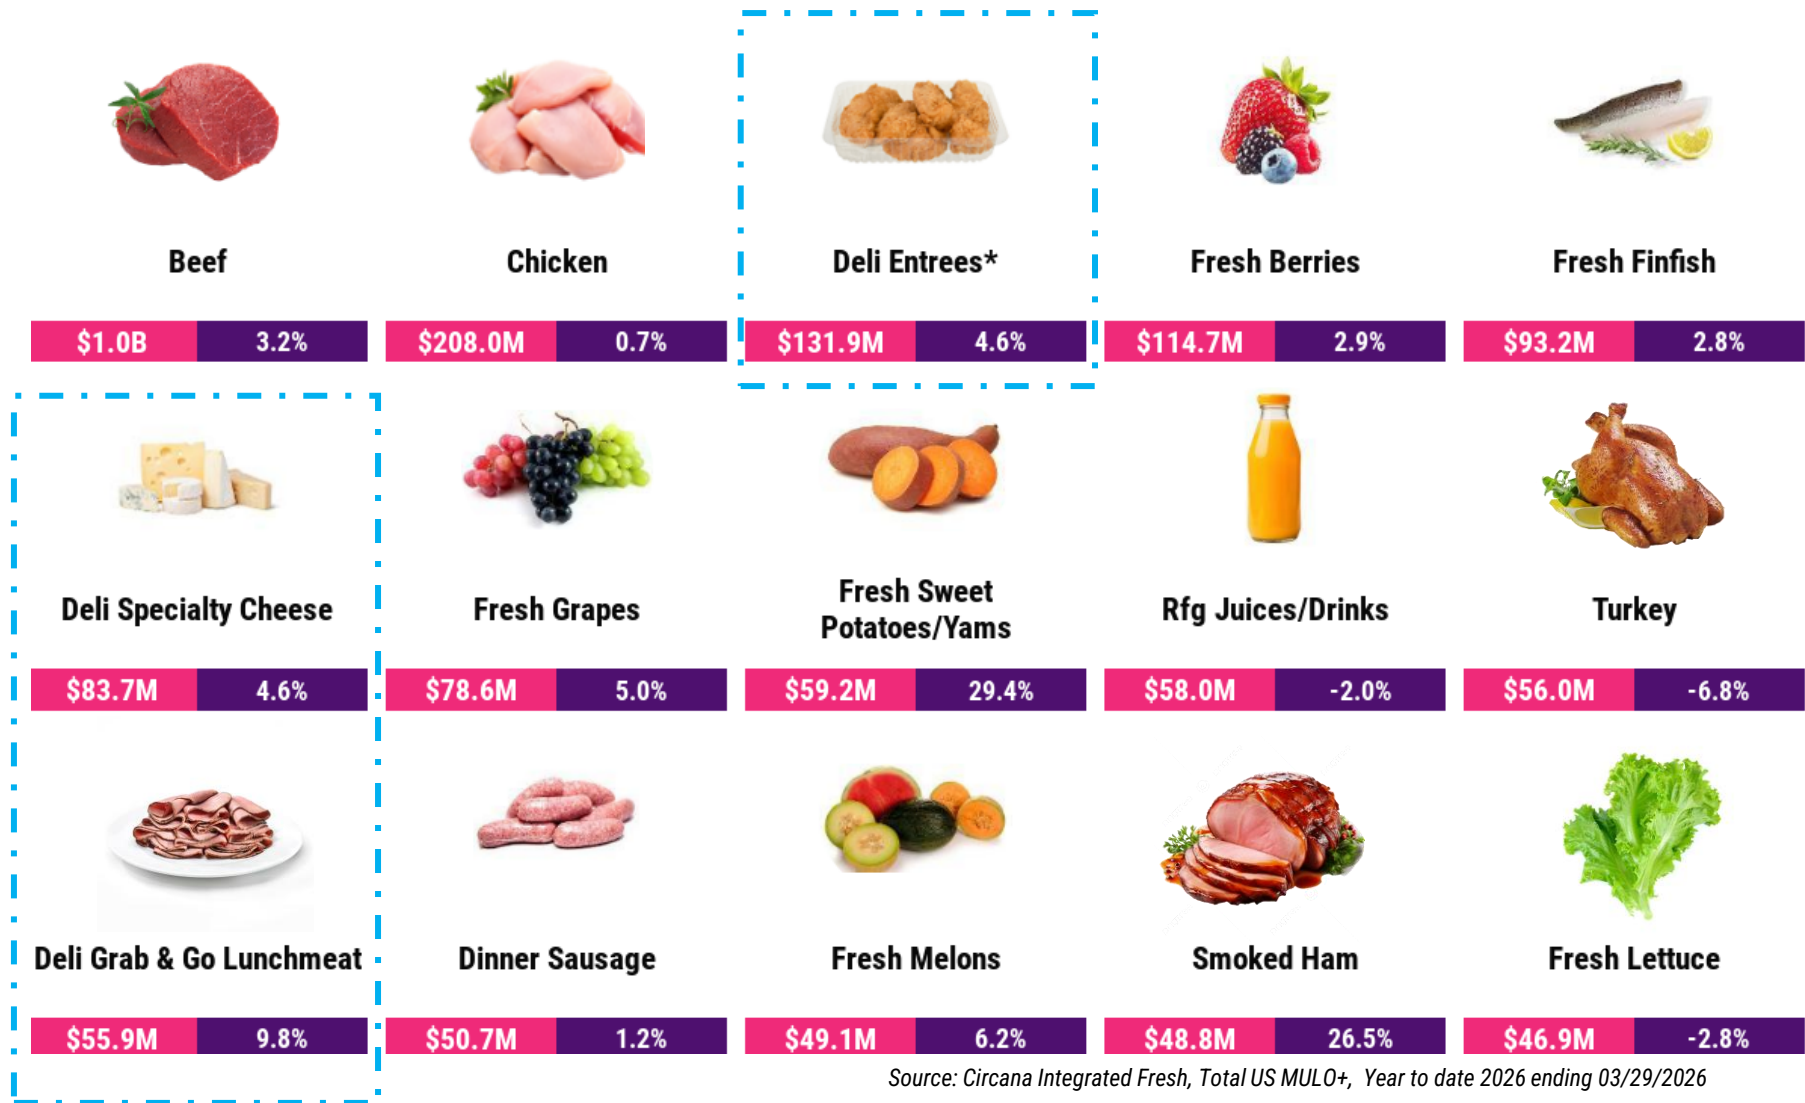 Beef
Chicken
Deli Entrees*
Fresh Berries
Fresh Finfish
$1.0B 3.2%
$208.0M 0.7%
$131.9M 4.6%
$114.7M 2.9%
$93.2M 2.8%
Deli Specialty Cheese
Fresh Grapes
Fresh Sweet
Potatoes/Yams
Rfg Juices/Drinks
Turkey
$83.7M 4.6%
$78.6M 5.0%
$59.2M 29.4%
$58.0M -2.0%
$56.0M -6.8%
Deli Grab & Go Lunchmeat
Dinner Sausage
Fresh Melons
Smoked Ham
Fresh Lettuce
$55.9M 9.8%
$50.7M 1.2%
$49.1M 6.2%
$48.8M 26.5%
$46.9M -2.8%
Source: Circana Integrated Fresh, Total US MULO+, Year to date 2026 ending 03/29/2026